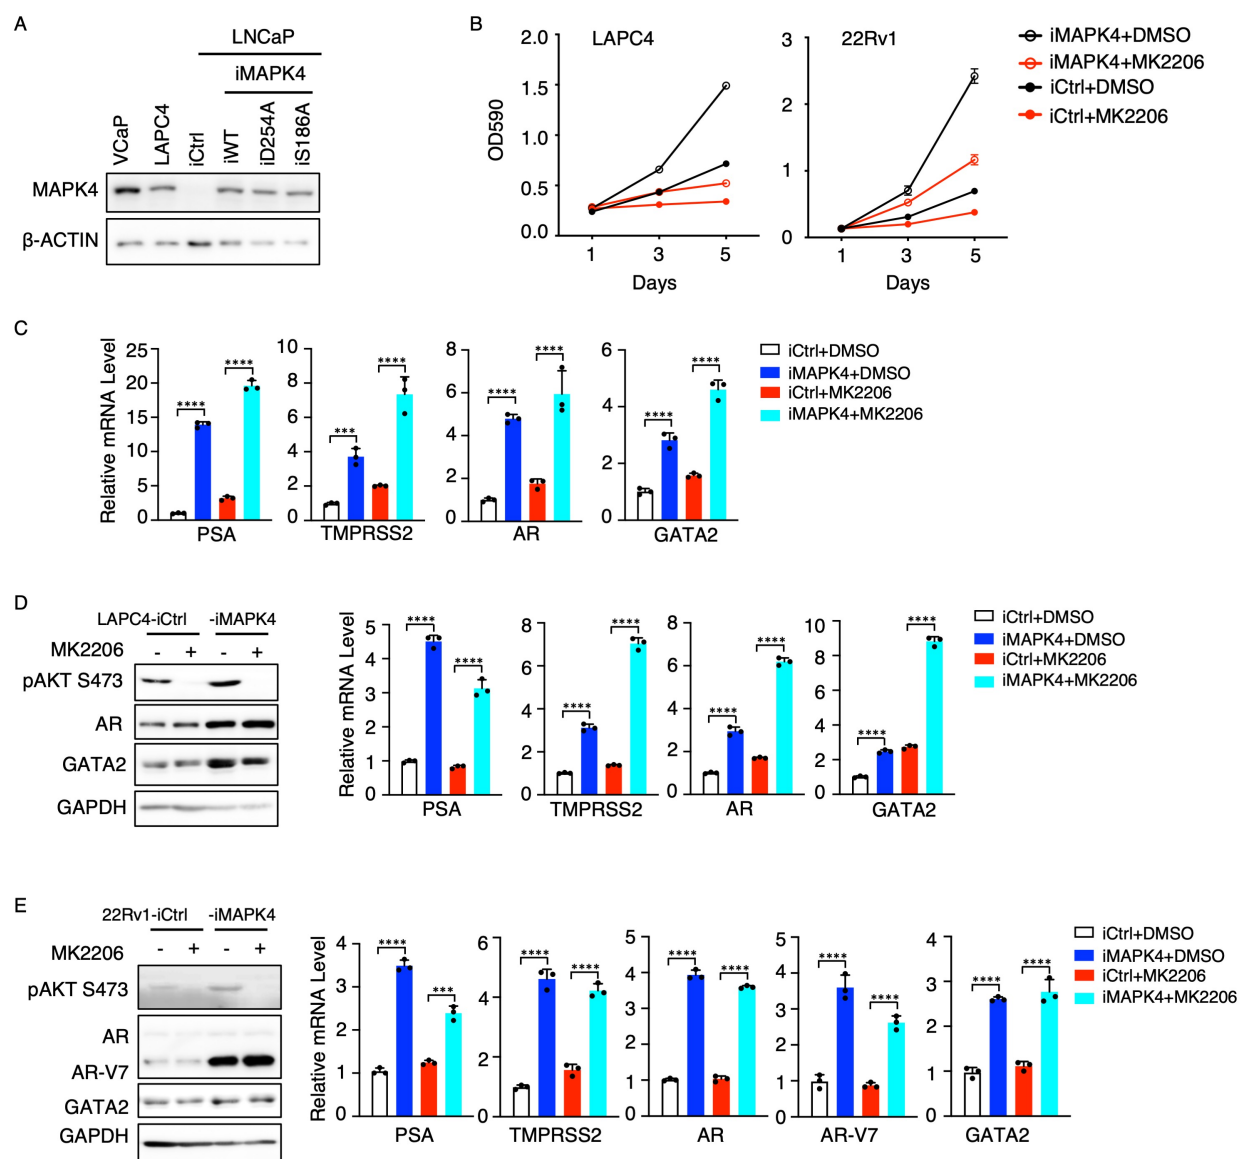 A
LNCaP
iMAPK4
VCaP
LAPC4
iCtrl
iWT
iD254A
iS186A
MAPK4
β-ACTIN
B
LAPC4
2.0
1.5
1.0
0.5
0.0
OD590
1 3 5
Days
22Rv1
3
2
1
0
1 3 5
Days
iMAPK4+DMSO
iMAPK4+MK2206
iCtrl+DMSO
iCtrl+MK2206
C
Relative mRNA Level
25
20
15
10
5
0
****
****
PSA
10
8
6
4
2
0
***
****
TMPRSS2
8
6
4
2
0
****
****
AR
6
4
2
0
****
****
GATA2
iCtrl+DMSO
iMAPK4+DMSO
iCtrl+MK2206
iMAPK4+MK2206
D
LAPC4-iCtrl -iMAPK4
MK2206 - + - +
pAKT S473
AR
GATA2
GAPDH
Relative mRNA Level
5
4
3
2
1
0
****
****
PSA
8
6
4
2
0
****
****
TMPRSS2
8
6
4
2
0
****
****
AR
10
8
6
4
2
0
****
****
GATA2
iCtrl+DMSO
iMAPK4+DMSO
iCtrl+MK2206
iMAPK4+MK2206
E
22Rv1-iCtrl -iMAPK4
MK2206 - + - +
pAKT S473
AR
AR-V7
GATA2
GAPDH
Relative mRNA Level
4
3
2
1
0
****
***
PSA
6
4
2
0
****
****
TMPRSS2
5
4
3
2
1
0
****
****
AR
5
4
3
2
1
0
****
****
AR-V7
4
3
2
1
0
****
****
GATA2
iCtrl+DMSO
iMAPK4+DMSO
iCtrl+MK2206
iMAPK4+MK2206